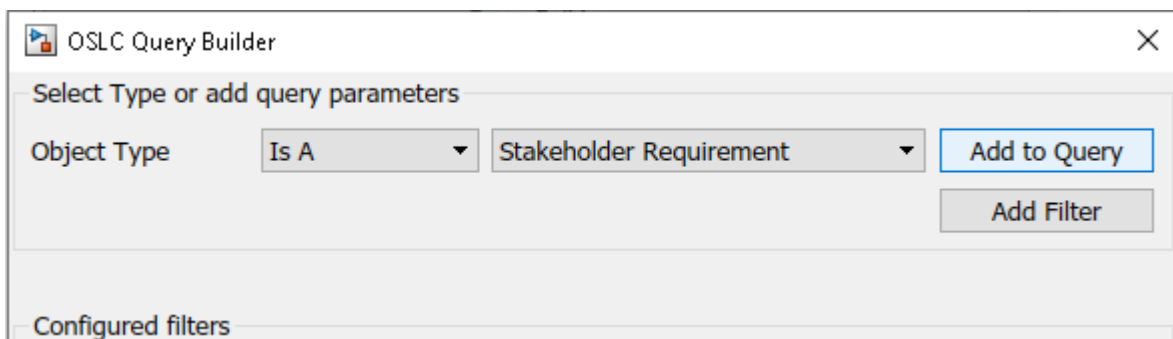 OSLC Query Builder
Select Type or add query parameters
Object Type Is A Stakeholder Requirement Add to Query
Add Filter
Configured filters